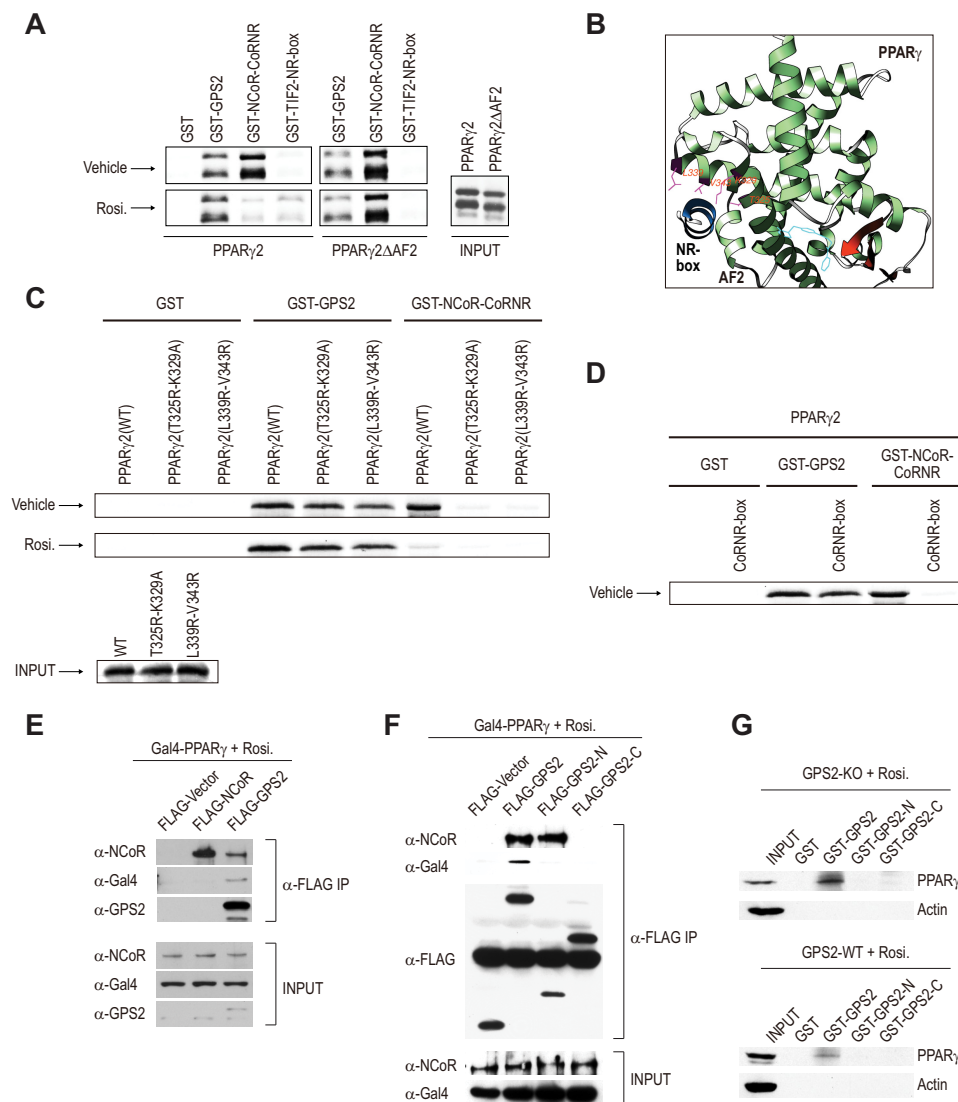 A
GST
GST-GPS2
GST-NCoR-CoRNR
GST-TIF2-NR-box
GST-GPS2
GST-NCoR-CoRNR
GST-TIF2-NR-box
PPARγ2
PPARγ2ΔAF2
Vehicle
Rosi.
PPARγ2
PPARγ2ΔAF2
INPUT
B
PPARγ
L339
NR-
box
AF2
C
GST
GST-GPS2
GST-NCoR-CoRNR
PPARγ2(WT)
PPARγ2(T325R-K329A)
PPARγ2(L339R-V343R)
PPARγ2(WT)
PPARγ2(T325R-K329A)
PPARγ2(L339R-V343R)
PPARγ2(WT)
PPARγ2(T325R-K329A)
PPARγ2(L339R-V343R)
Vehicle
Rosi.
WT
T325R-K329A
L339R-V343R
INPUT
D
PPARγ2
GST
GST-GPS2
GST-NCoR-
CoRNR
CoRNR-box
CoRNR-box
CoRNR-box
Vehicle
E
Gal4-PPARγ + Rosi.
FLAG-Vector
FLAG-NCoR
FLAG-GPS2
α-NCoR
α-Gal4
α-GPS2
α-FLAG IP
α-NCoR
α-Gal4
α-GPS2
INPUT
F
Gal4-PPARγ + Rosi.
FLAG-Vector
FLAG-GPS2
FLAG-GPS2-N
FLAG-GPS2-C
α-NCoR
α-Gal4
α-FLAG
α-FLAG IP
α-NCoR
α-Gal4
INPUT
G
GPS2-KO + Rosi.
INPUT
GST
GST-GPS2
GST-GPS2-N
GST-GPS2-C
PPARγ
Actin
GPS2-WT + Rosi.
INPUT
GST
GST-GPS2
GST-GPS2-N
GST-GPS2-C
PPARγ
Actin